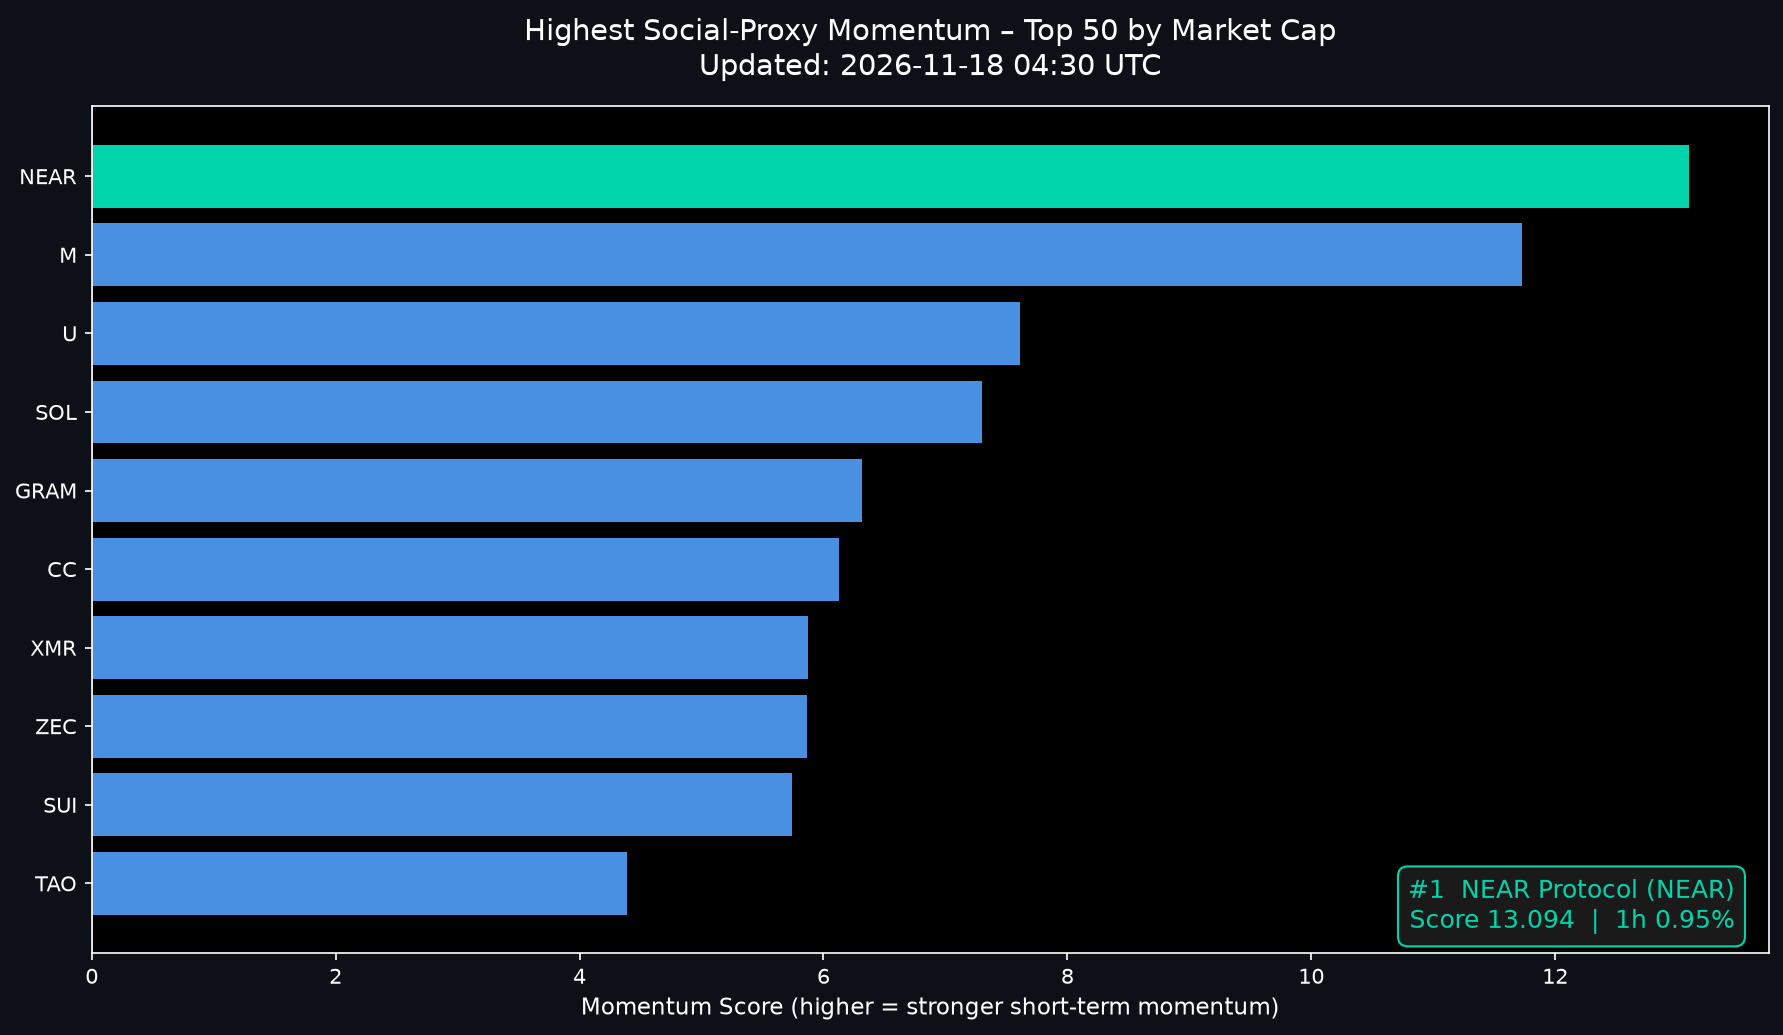 Highest Social-Proxy Momentum – Top 50 by Market Cap
Updated: 2026-11-18 04:30 UTC
NEAR
M
U
SOL
GRAM
CC
XMR
ZEC
SUI
TAO
#1  NEAR Protocol (NEAR)
Score 13.094  |  1h 0.95%
0 2 4 6 8 10 12
Momentum Score (higher = stronger short-term momentum)